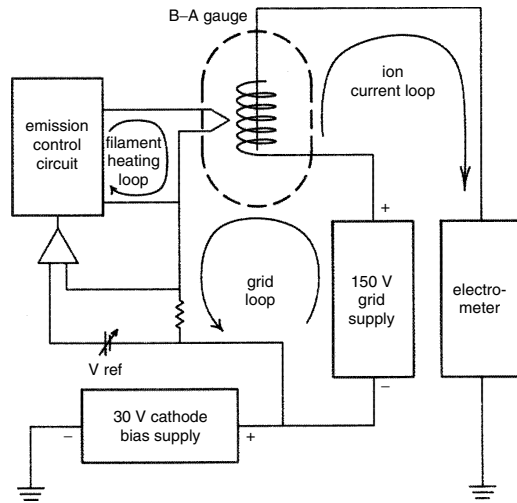 B–A gauge
ion
current loop
emission
control
circuit
filament
heating
loop
+
grid
loop
150 V
grid
supply
electro-
meter
V ref
–
– 30 V cathode
bias supply +